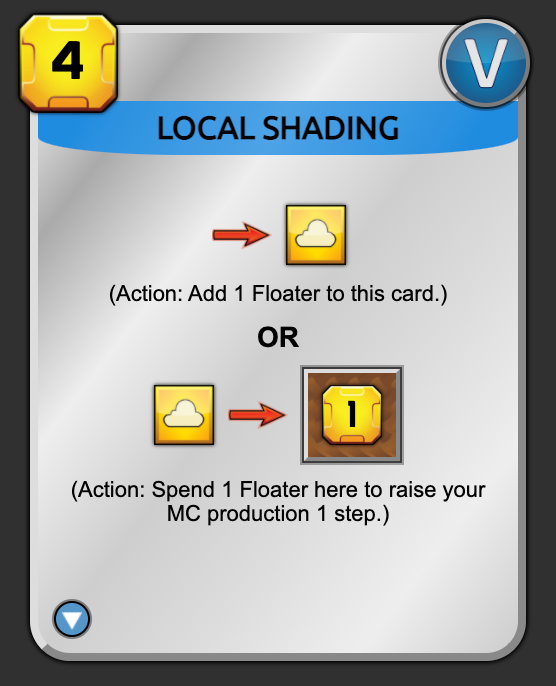 4
V
LOCAL SHADING
(Action: Add 1 Floater to this card.)
OR
1
(Action: Spend 1 Floater here to raise your
MC production 1 step.)